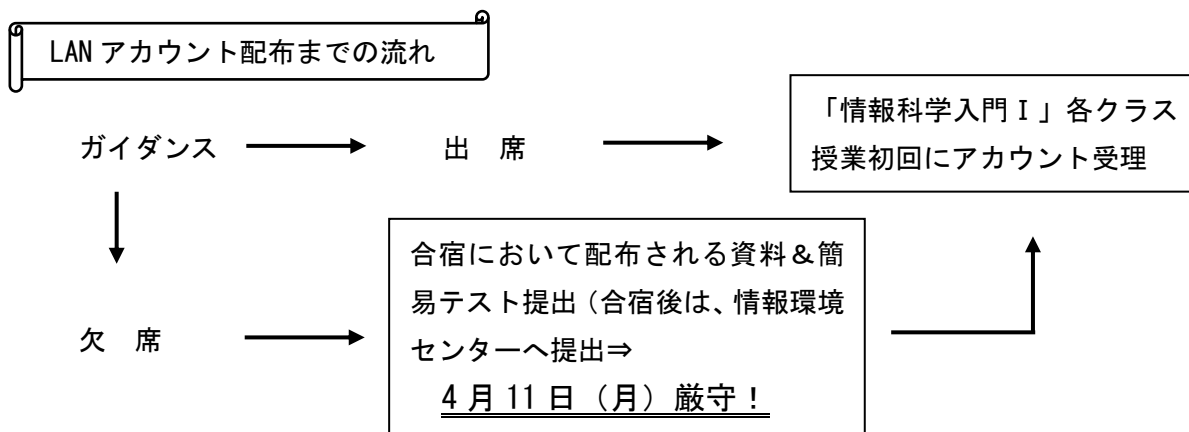 LAN アカウント配布までの流れ
ガイダンス
出 席
「情報科学入門Ⅰ」各クラス
授業初回にアカウント受理
欠 席
合宿において配布される資料＆簡
易テスト提出（合宿後は、情報環境
センターへ提出⇒
4 月 11 日（月）厳守！